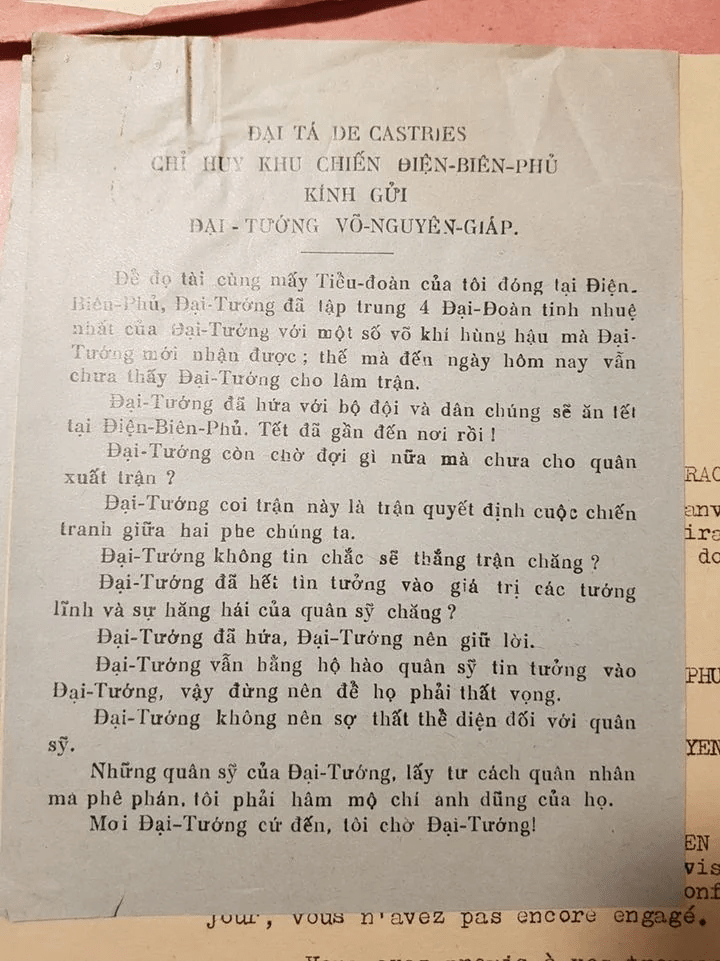 ĐẠI TÁ DE CASTRIES
CHỈ HUY KHU CHIẾN ĐIỆN-BIÊN-PHỦ
KÍNH GỬI
ĐẠI-TƯỚNG VÕ-NGUYÊN-GIÁP.
Để đọ tài cùng mấy Tiểu-đoàn của tôi đóng tại Điện-
Biên-Phủ, Đại-Tướng đã tập trung 4 Đại-Đoàn tinh nhuệ
nhất của Đại-Tướng với một số võ khí hùng hậu mà Đại-
Tướng mới nhận được ; thế mà đến ngày hôm nay vẫn
chưa thấy Đại-Tướng cho lâm trận.
Đại-Tướng đã hứa với bộ đội và dân chúng sẽ ăn tết
tại Điện-Biên-Phủ. Tết đã gần đến nơi rồi !
Đại-Tướng còn chờ đợi gì nữa mà chưa cho quân
xuất trận ?
Đại-Tướng coi trận này là trận quyết định cuộc chiến
tranh giữa hai phe chúng ta.
Đại-Tướng không tin chắc sẽ thắng trận chăng ?
Đại-Tướng đã hết tin tưởng vào giá trị các tướng
lĩnh và sự hăng hái của quân sỹ chăng ?
Đại-Tướng đã hứa, Đại-Tướng nên giữ lời.
Đại-Tướng vẫn hằng hộ hào quân sỹ tin tưởng vào
Đại-Tướng, vậy đừng nên để họ phải thất vọng.
Đại-Tướng không nên sợ thất thể diện đối với quân
sỹ.
Những quân sỹ của Đại-Tướng, lấy tư cách quân nhân
mà phê phán, tôi phải hâm mộ chí anh dũng của họ.
Mơi Đại-Tướng cứ đến, tôi chờ Đại-Tướng!
RAC
anv
ira
do
PHU
YEN
EN
vis
onf
jour, vous n'avez pas encore engagé.